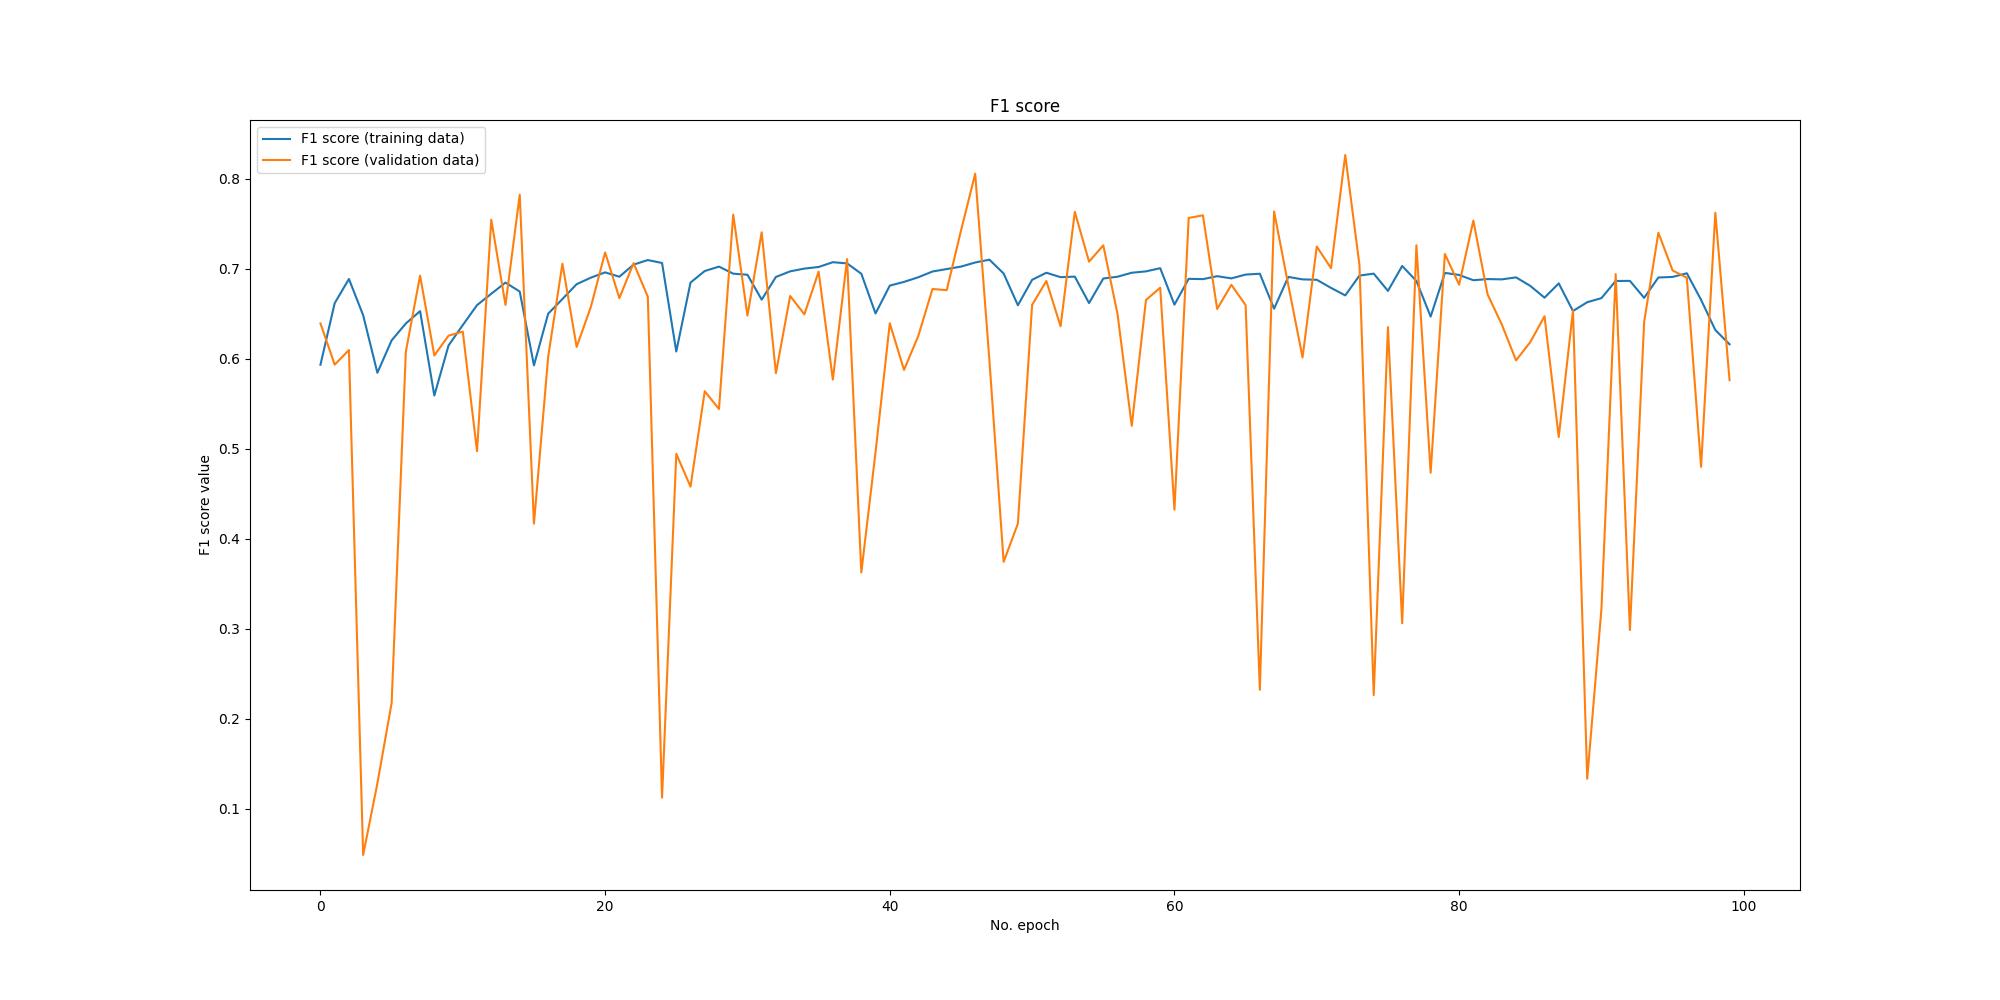 F1 score
F1 score (training data)
F1 score (validation data)
F1 score value
0.8
0.7
0.6
0.5
0.4
0.3
0.2
0.1
0 20 40 60 80 100
No. epoch